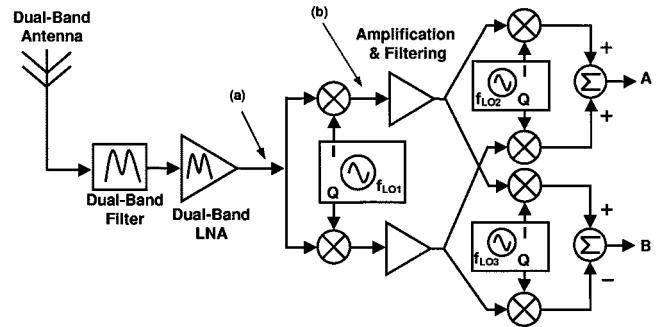 Dual-Band
Antenna
(a)
(b)
Amplification
& Filtering
Dual-Band
Filter
Dual-Band
LNA
I
Q
fLO1
I
fLO2
Q
+
Σ
+
A
I
fLO3
Q
+
Σ
−
B